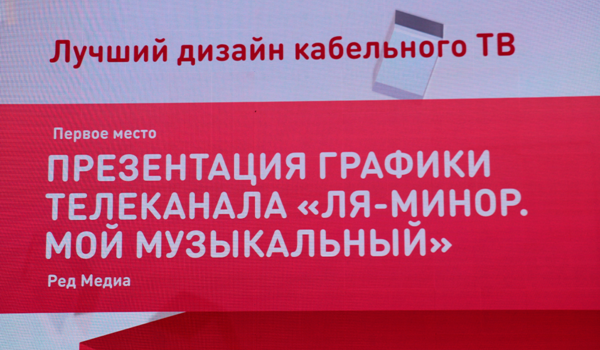 Лучший дизайн кабельного ТВ
Первое место
ПРЕЗЕНТАЦИЯ ГРАФИКИ
ТЕЛЕКАНАЛА «ЛЯ-МИНОР.
МОЙ МУЗЫКАЛЬНЫЙ»
Ред Медиа